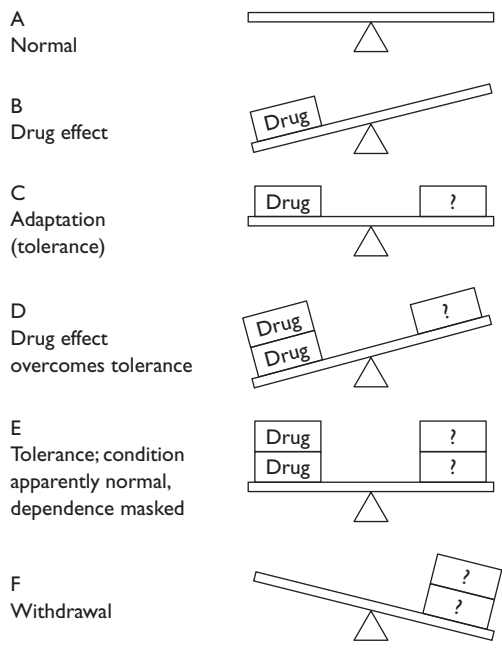 A
Normal
B
Drug effect
Drug
C
Adaptation
(tolerance)
Drug ?
D
Drug effect
overcomes tolerance
Drug ?
Drug
E
Tolerance; condition
apparently normal,
dependence masked
Drug ?
Drug ?
F
Withdrawal
?
?